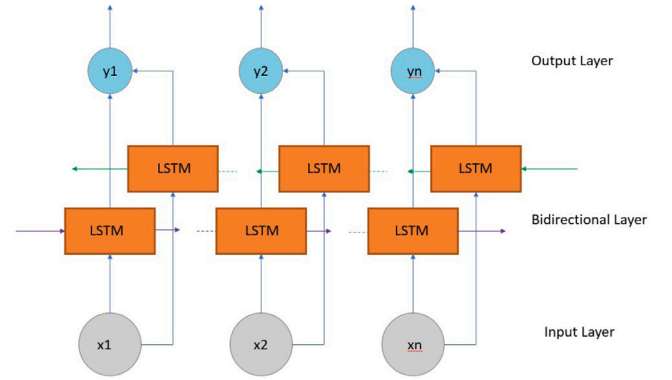 y1
y2
yn
Output Layer
LSTM
LSTM
LSTM
Bidirectional Layer
LSTM
LSTM
LSTM
x1
x2
xn
Input Layer